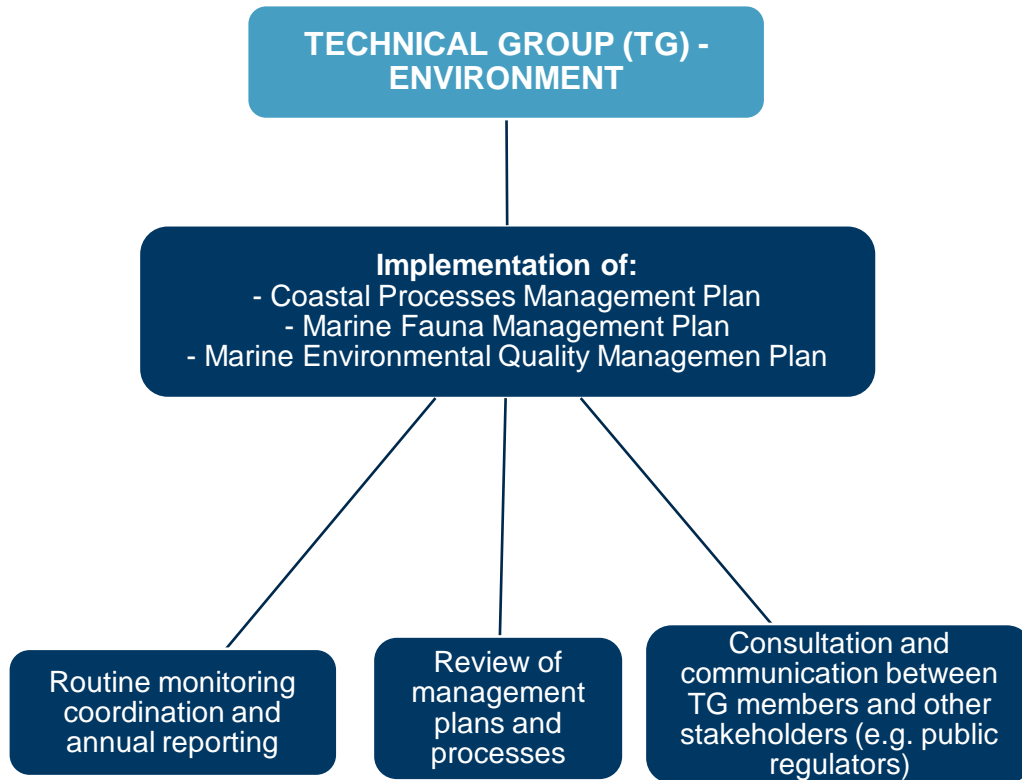 TECHNICAL GROUP (TG) -
ENVIRONMENT
Implementation of:
- Coastal Processes Management Plan
- Marine Fauna Management Plan
- Marine Environmental Quality Managemen Plan
Routine monitoring
coordination and
annual reporting
Review of
management
plans and
processes
Consultation and
communication between
TG members and other
stakeholders (e.g. public
regulators)